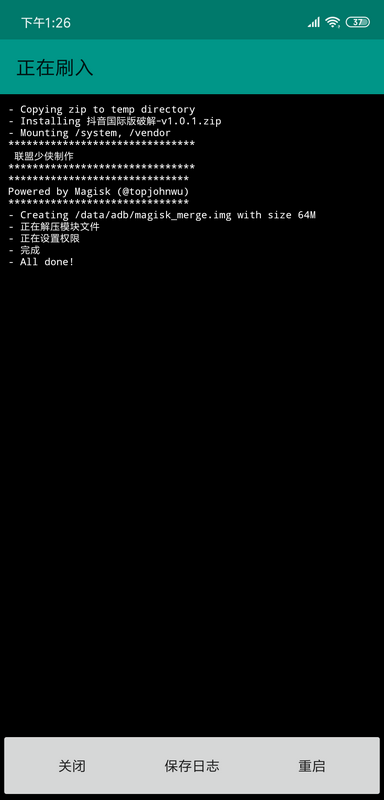 下午1:26
37
正在刷入
- Copying zip to temp directory
- Installing 抖音国际版破解-v1.0.1.zip
- Mounting /system, /vendor
*******************************
联盟少侠制作
*******************************
******************************
Powered by Magisk (@topjohnwu)
******************************
- Creating /data/adb/magisk_merge.img with size 64M
- 正在解压模块文件
- 正在设置权限
- 完成
- All done!
关闭
保存日志
重启